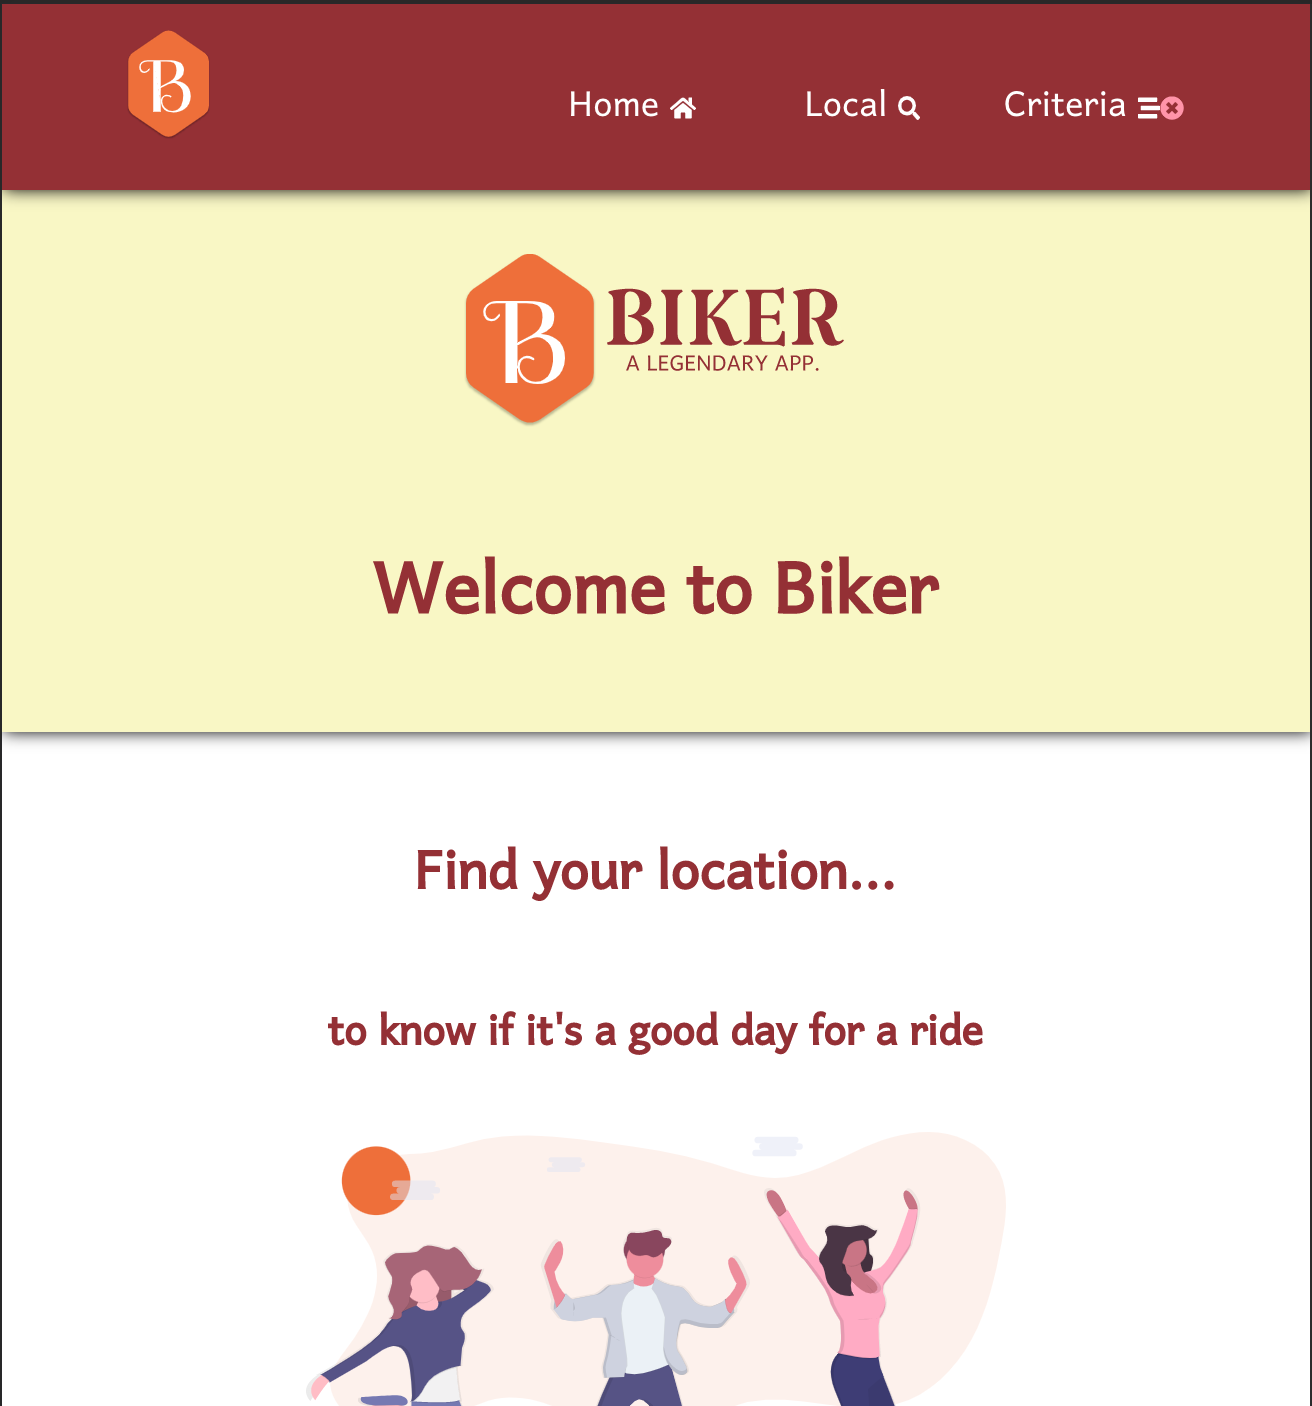 B
Home
Local
Criteria
B
BIKER
A LEGENDARY APP.
Welcome to Biker
Find your location...
to know if it's a good day for a ride